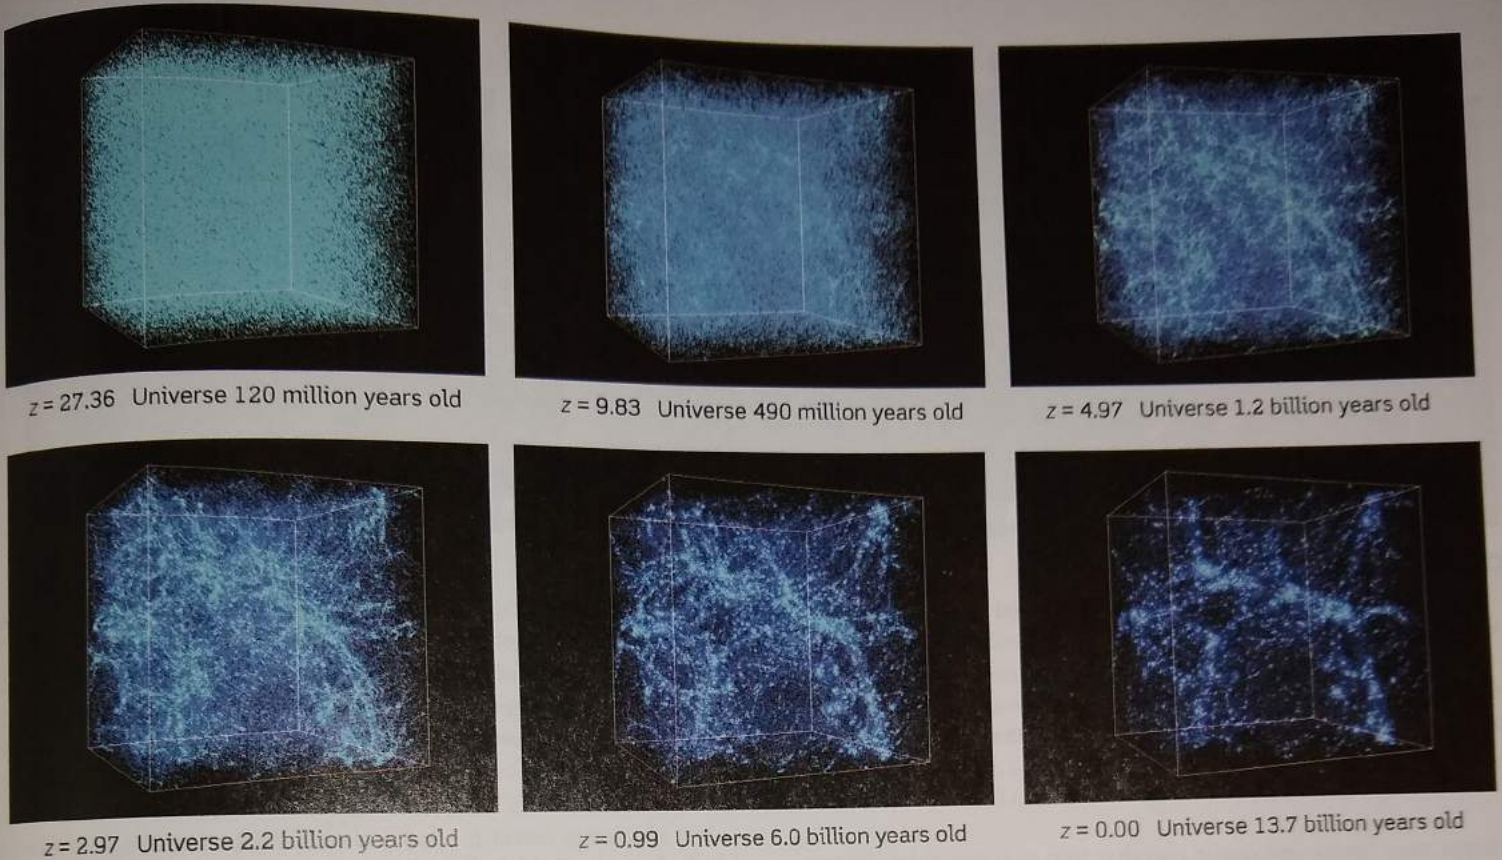 z = 27.36 Universe 120 million years old
z = 9.83 Universe 490 million years old
z = 4.97 Universe 1.2 billion years old
z = 2.97 Universe 2.2 billion years old
z = 0.99 Universe 6.0 billion years old
z = 0.00 Universe 13.7 billion years old